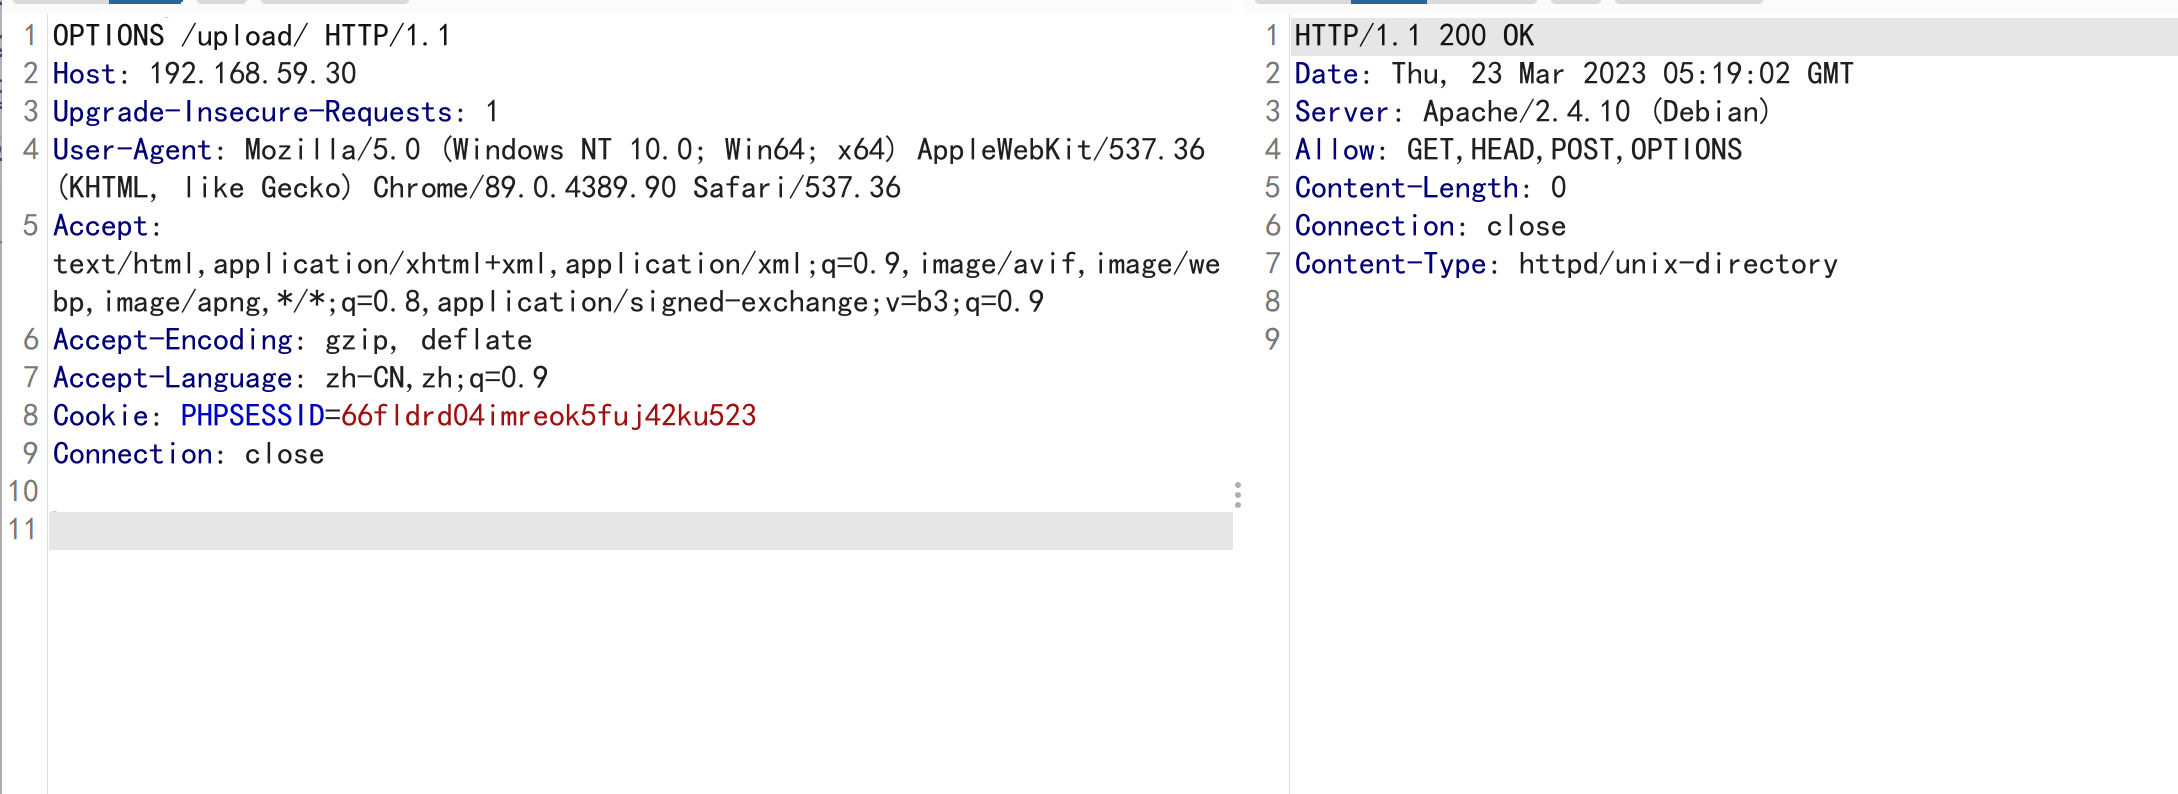 1 OPTIONS /upload/ HTTP/1.1
2 Host: 192.168.59.30
3 Upgrade-Insecure-Requests: 1
4 User-Agent: Mozilla/5.0 (Windows NT 10.0; Win64; x64) AppleWebKit/537.36
(KHTML, like Gecko) Chrome/89.0.4389.90 Safari/537.36
5 Accept:
text/html,application/xhtml+xml,application/xml;q=0.9,image/avif,image/we
bp,image/apng,*/*;q=0.8,application/signed-exchange;v=b3;q=0.9
6 Accept-Encoding: gzip, deflate
7 Accept-Language: zh-CN,zh;q=0.9
8 Cookie: PHPSESSID=66fldrd04imreok5fuj42ku523
9 Connection: close
10
11
1 HTTP/1.1 200 OK
2 Date: Thu, 23 Mar 2023 05:19:02 GMT
3 Server: Apache/2.4.10 (Debian)
4 Allow: GET,HEAD,POST,OPTIONS
5 Content-Length: 0
6 Connection: close
7 Content-Type: httpd/unix-directory
8
9